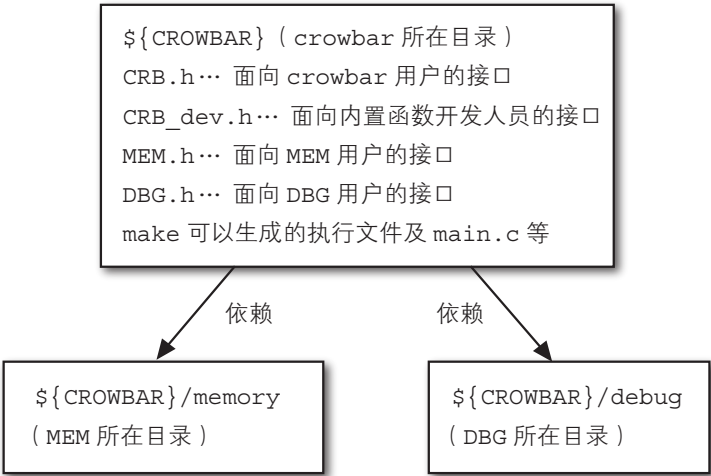 ${CROWBAR}（crowbar 所在目录）
CRB.h… 面向 crowbar 用户的接口
CRB_dev.h… 面向内置函数开发人员的接口
MEM.h… 面向 MEM 用户的接口
DBG.h… 面向 DBG 用户的接口
make 可以生成的执行文件及 main.c 等
依赖
依赖
${CROWBAR}/memory
（MEM 所在目录）
${CROWBAR}/debug
（DBG 所在目录）